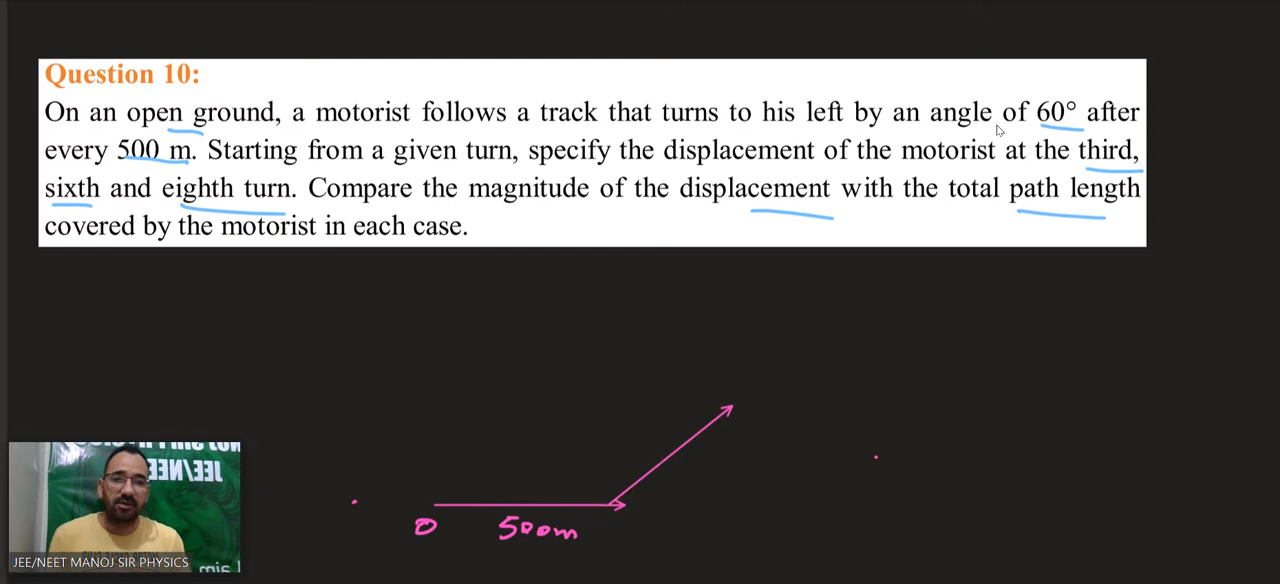 Question 10:
On an open ground, a motorist follows a track that turns to his left by an angle of 60° after
every 500 m. Starting from a given turn, specify the displacement of the motorist at the third,
sixth and eighth turn. Compare the magnitude of the displacement with the total path length
covered by the motorist in each case.
JEE/NEET
O 500m
JEE/NEET MANOJ SIR PHYSICS